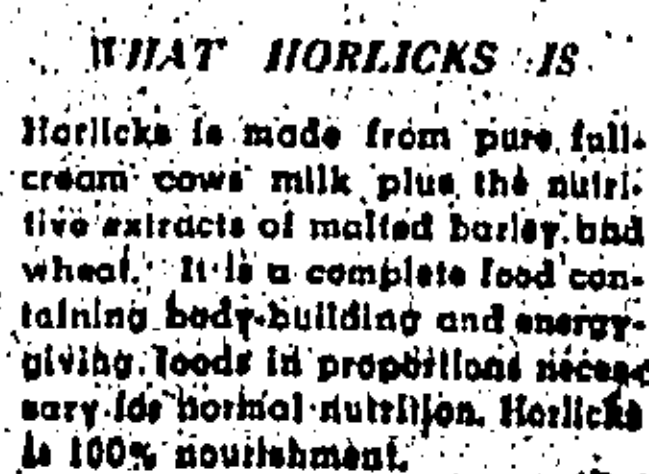 WHAT HORLICKS IS
Horlicks is made from pure full-
cream cows milk plus the nutri-
tive extracts of malted barley and
wheat. It is a complete food con-
taining body-building and energy-
giving foods in proportions neces-
sary for normal nutrition. Horlicks
is 100% nourishment.